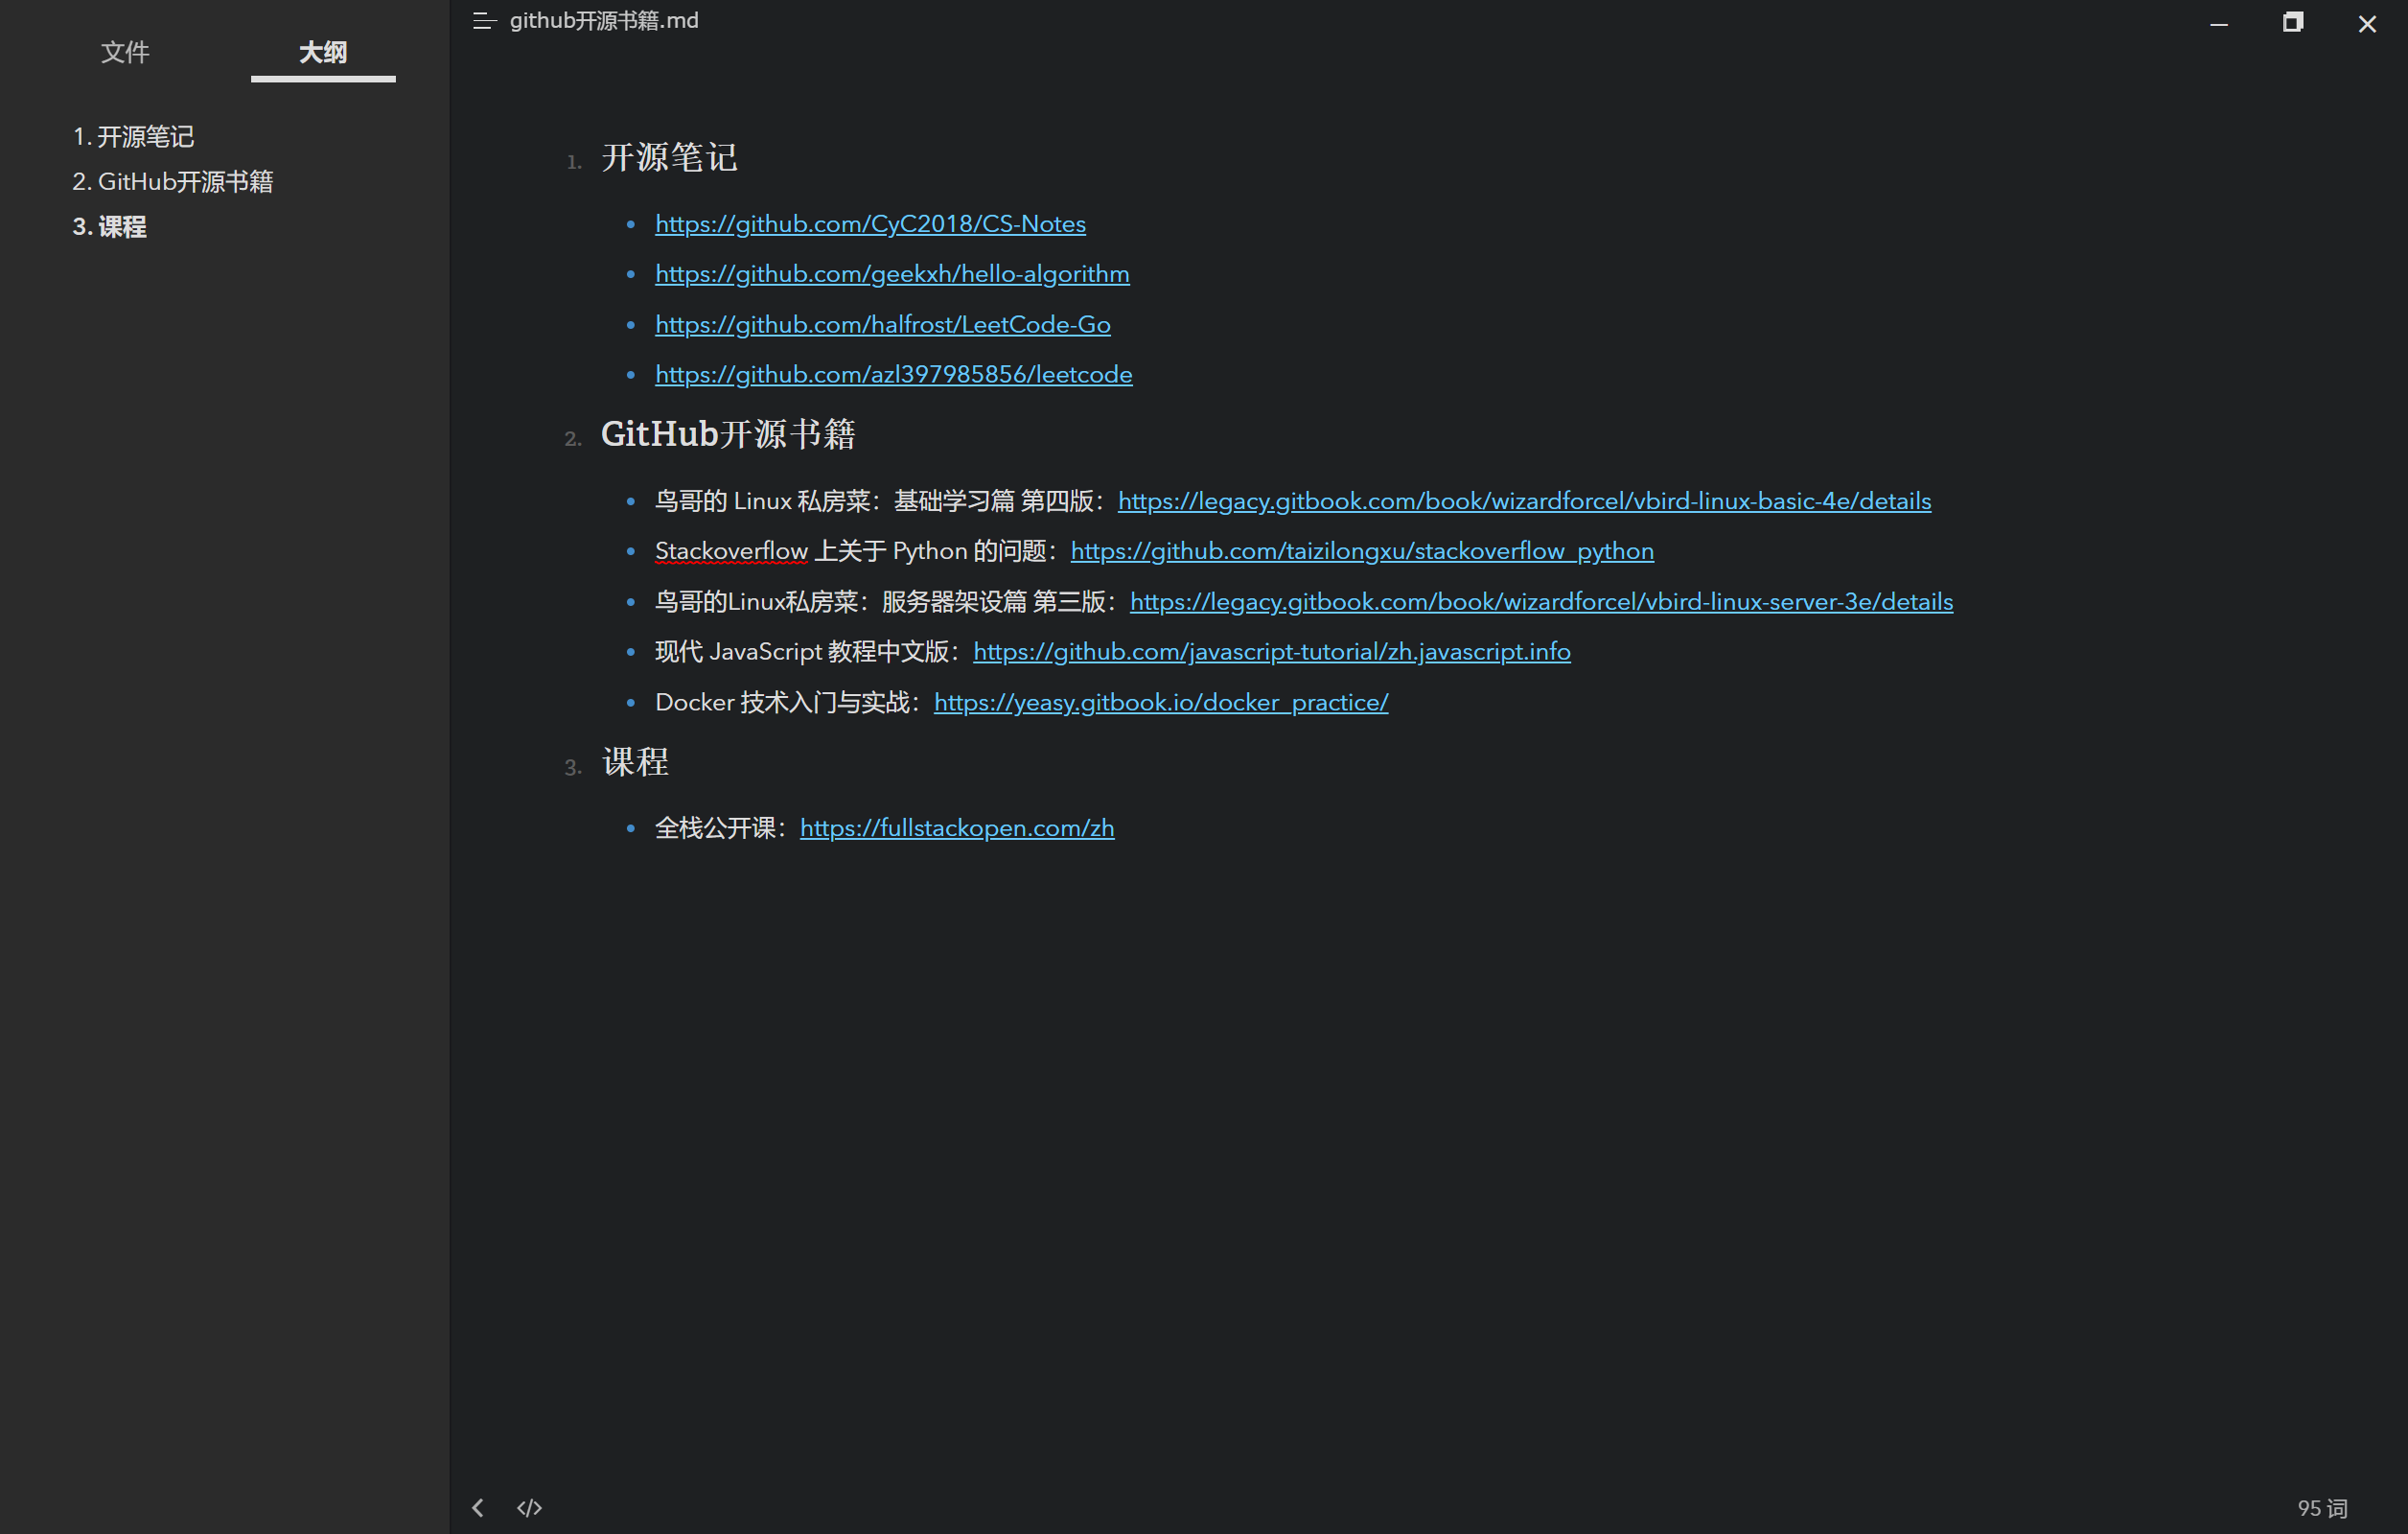 文件
大纲
1. 开源笔记
2. GitHub开源书籍
3. 课程
github开源书籍.md
1. 开源笔记
https://github.com/CyC2018/CS-Notes
https://github.com/geekxh/hello-algorithm
https://github.com/halfrost/LeetCode-Go
https://github.com/azl397985856/leetcode
2. GitHub开源书籍
鸟哥的 Linux 私房菜：基础学习篇 第四版：https://legacy.gitbook.com/book/wizardforcel/vbird-linux-basic-4e/details
Stackoverflow 上关于 Python 的问题：https://github.com/taizilongxu/stackoverflow_python
鸟哥的Linux私房菜：服务器架设篇 第三版：https://legacy.gitbook.com/book/wizardforcel/vbird-linux-server-3e/details
现代 JavaScript 教程中文版：https://github.com/javascript-tutorial/zh.javascript.info
Docker 技术入门与实战：https://yeasy.gitbook.io/docker_practice/
3. 课程
全栈公开课：https://fullstackopen.com/zh
95 词